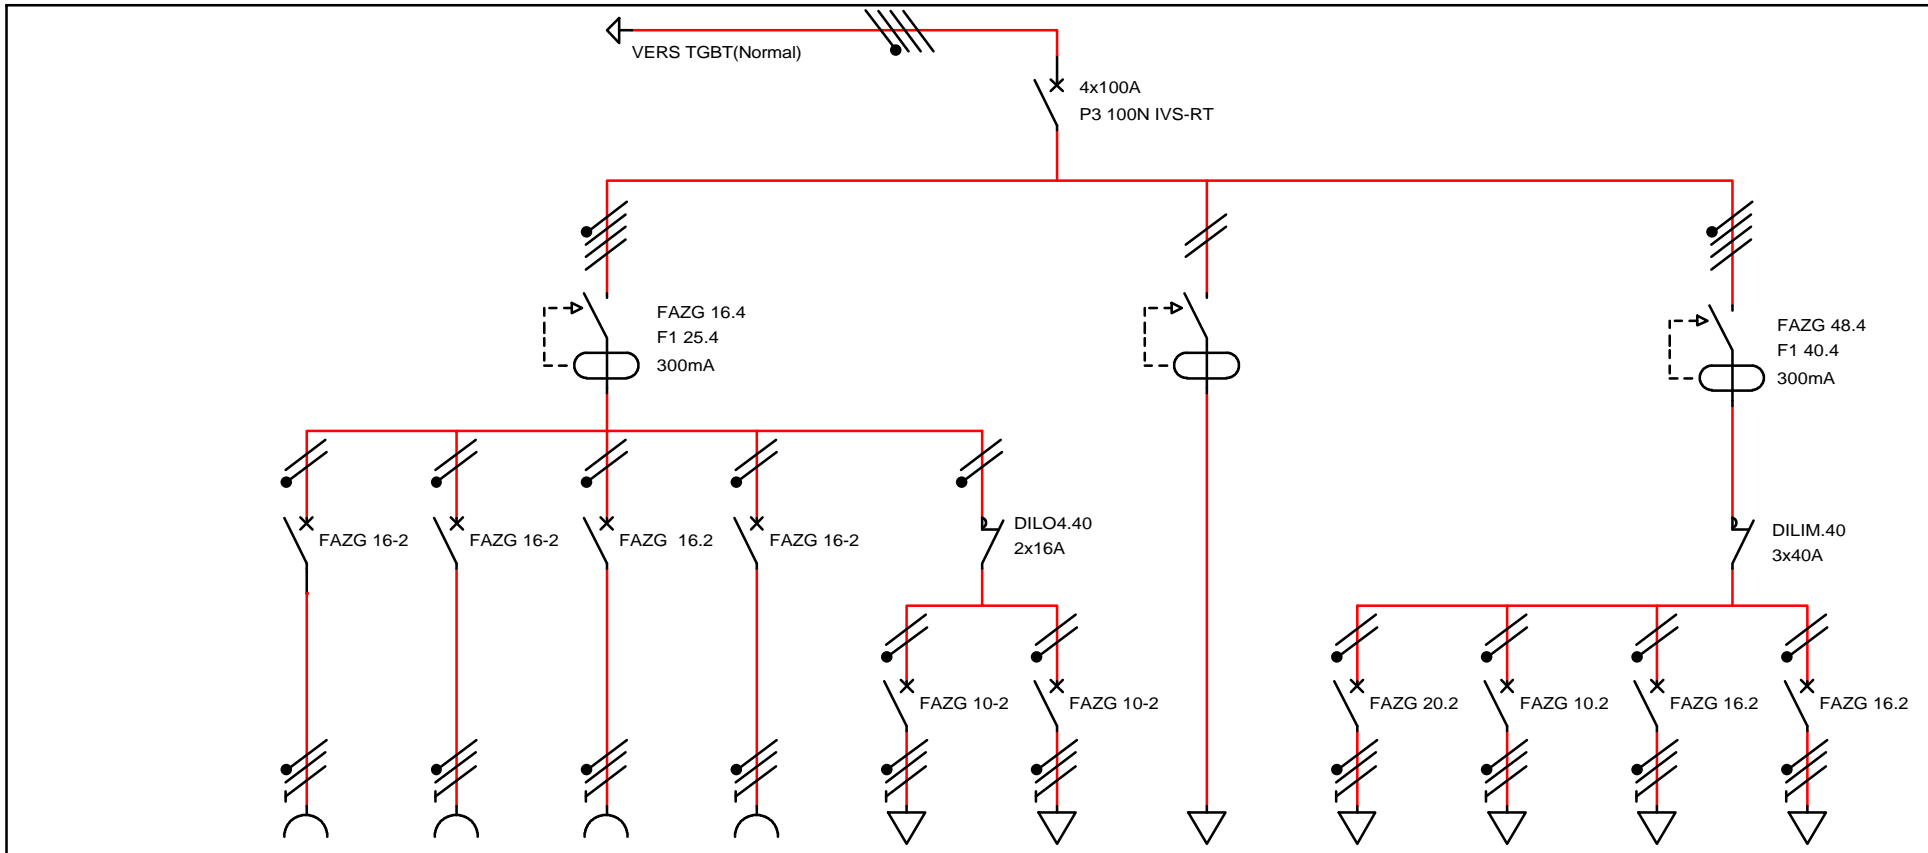 VERS TGBT(Normal)
4x100A
P3 100N IVS-RT
FAZG 16.4
F1 25.4
300mA
FAZG 48.4
F1 40.4
300mA
FAZG 16-2
FAZG 16-2
FAZG  16.2
FAZG 16-2
DILO4.40
2x16A
DILIM.40
3x40A
FAZG 10-2
FAZG 10-2
FAZG 20.2
FAZG 10.2
FAZG 16.2
FAZG 16.2